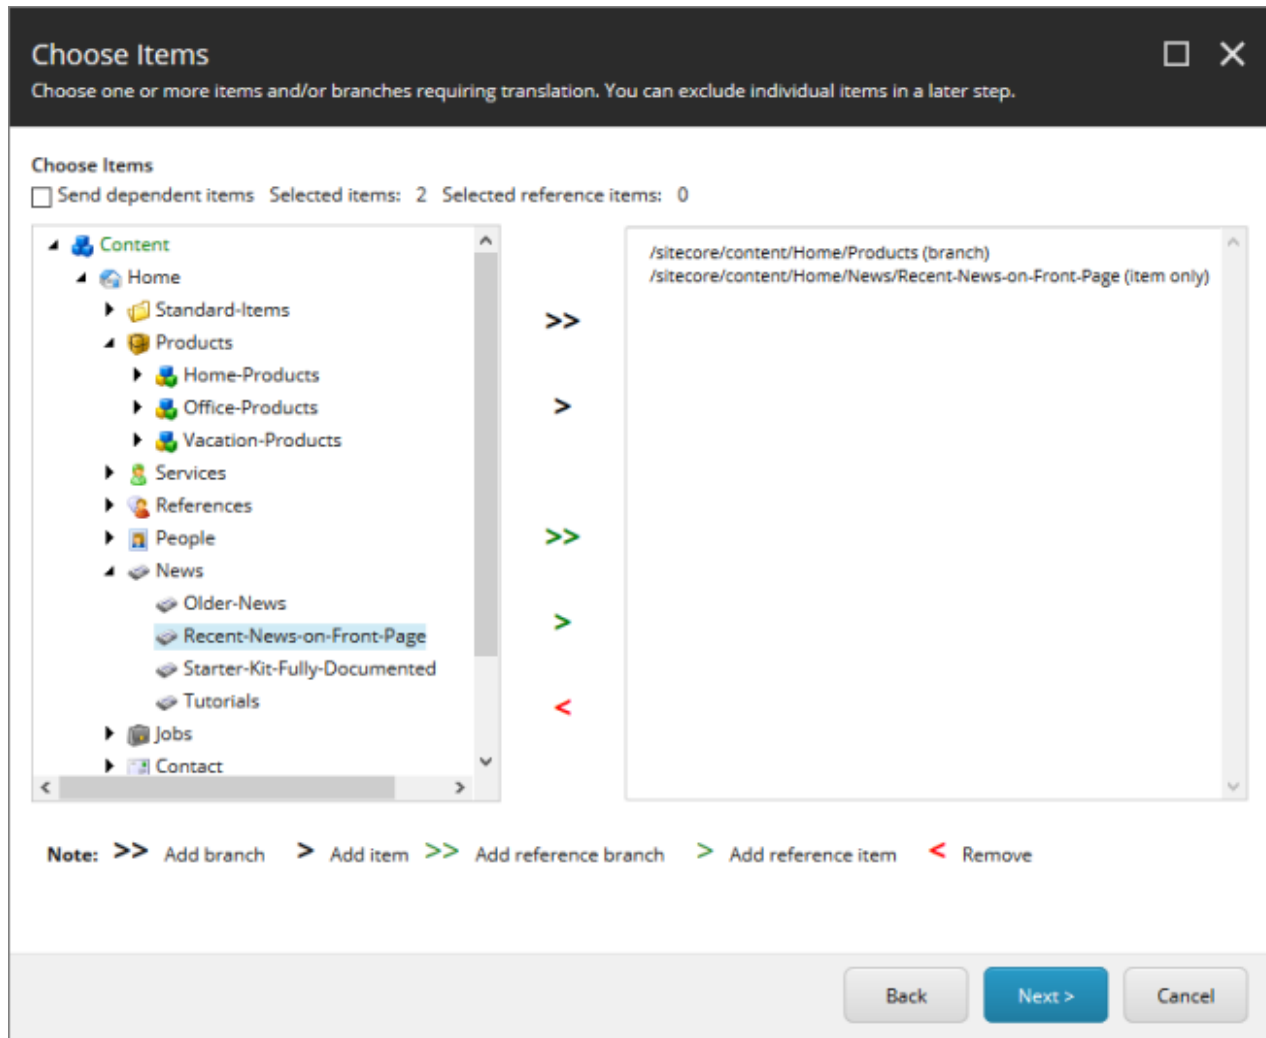 Choose Items
Choose one or more items and/or branches requiring translation. You can exclude individual items in a later step.
Choose Items
Send dependent items Selected items: 2 Selected reference items: 0
Content
Home
Standard-Items
Products
Home-Products
Office-Products
Vacation-Products
Services
References
People
News
Older-News
Recent-News-on-Front-Page
Starter-Kit-Fully-Documented
Tutorials
Jobs
Contact
>>
>
>>
>
<
/sitecore/content/Home/Products (branch)
/sitecore/content/Home/News/Recent-News-on-Front-Page (item only)
Note: >> Add branch > Add item >> Add reference branch > Add reference item < Remove
Back Next > Cancel